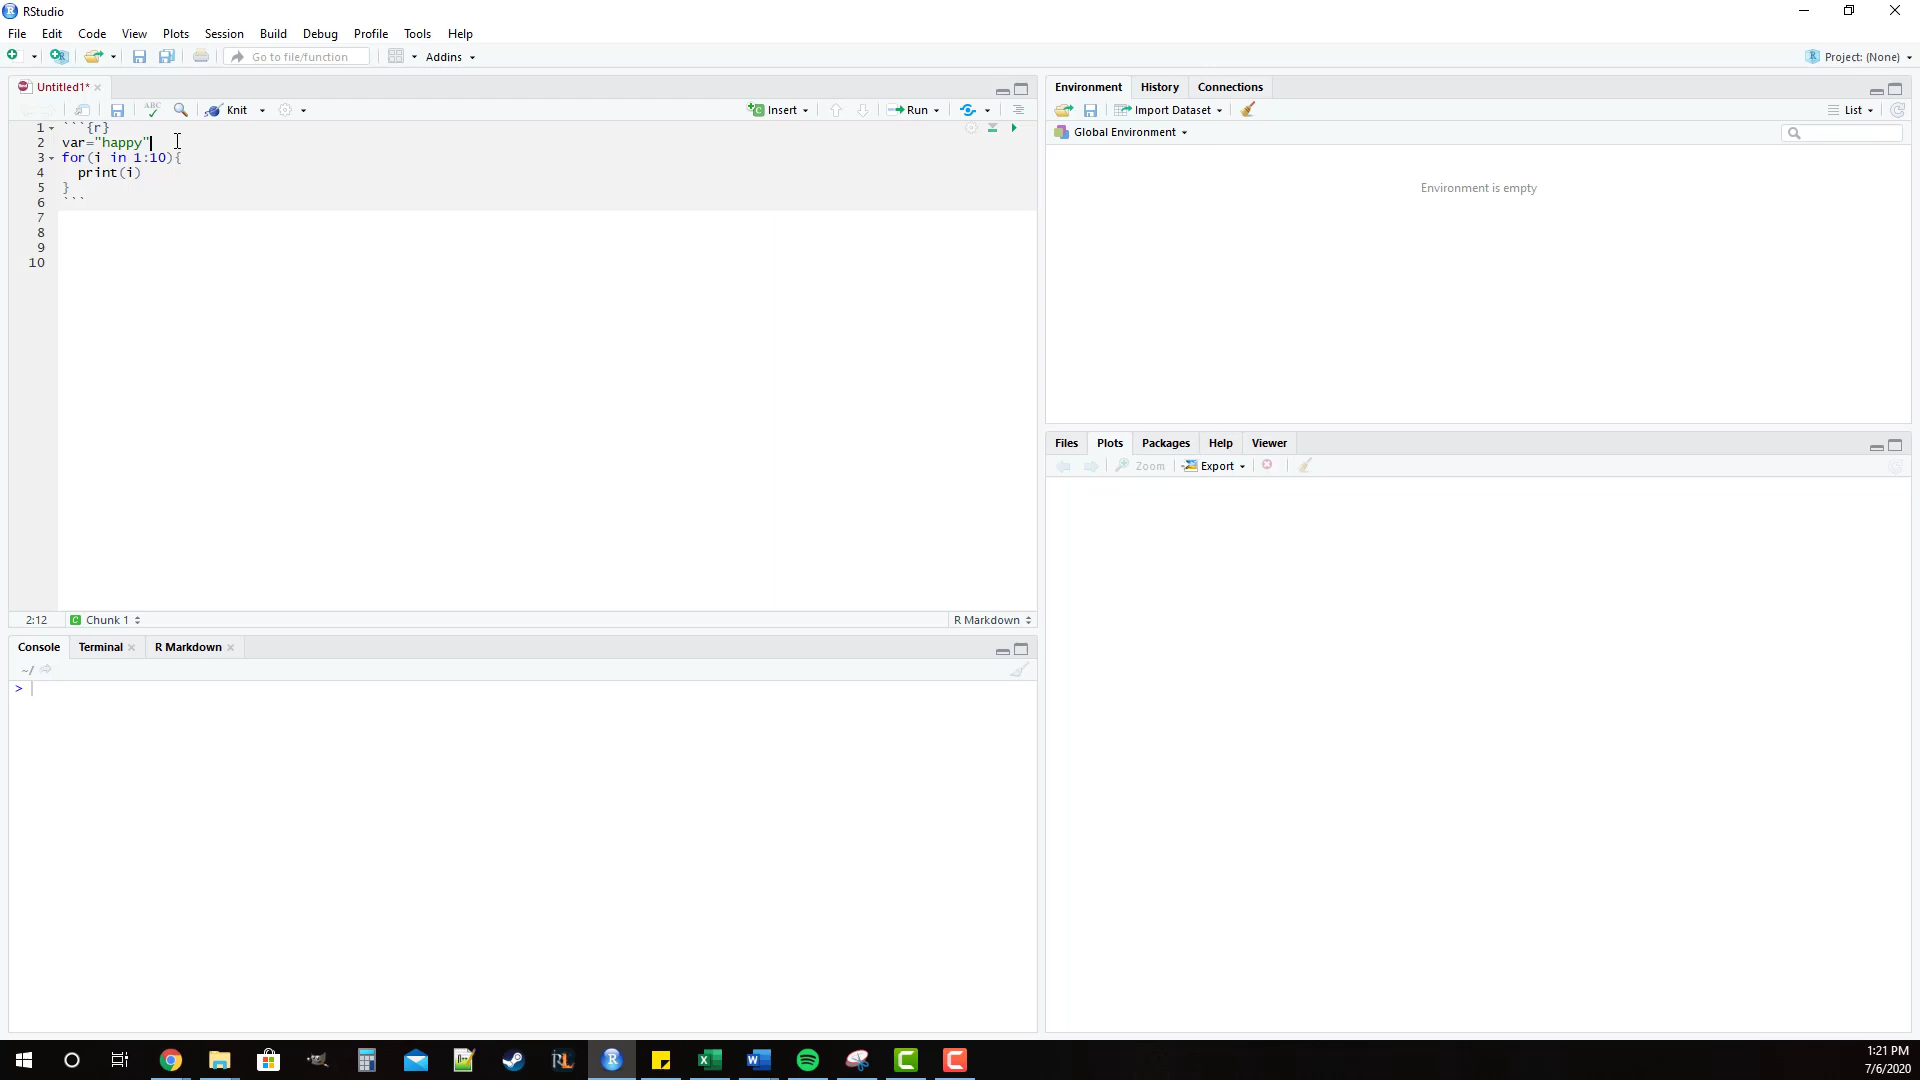 RStudio
File Edit Code View Plots Session Build Debug Profile Tools Help
Go to file/function Addins Project: (None)
Untitled1*
ABC Knit Insert Run
1 ```{r}
2 var="happy"
3 for(i in 1:10){
4 print(i)
5 }
6 ```
7
8
9
10
2:12 Chunk 1 R Markdown
Console Terminal R Markdown
~/
>
Environment History Connections
Import Dataset List
Global Environment
Environment is empty
Files Plots Packages Help Viewer
Zoom Export
1:21 PM
7/6/2020